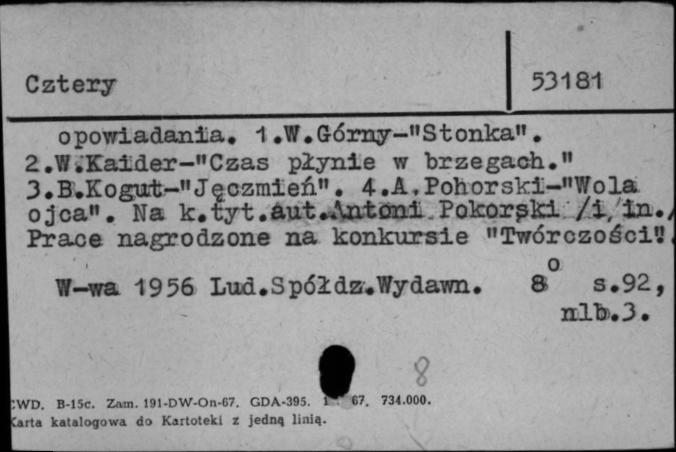 Cztery
53181
opowiadania. 1.W.Górny-"Stonka".
2.W.Kaider-"Czas płynie w brzegach."
3.B.Kogut-"Jęczmień". 4.A.Pohorski-"Wola
ojca". Na k.tyt.aut.Antoni Pokorski /i in./
Prace nagrodzone na konkursie "Twórczości".
W-wa 1956 Lud.Spółdz.Wydawn. 8° s.92,
nlb.3.
8
CWD. B-15c. Zam. 191-DW-On-67. GDA-395. 67. 734.000.
Karta katalogowa do Kartoteki z jedną linią.